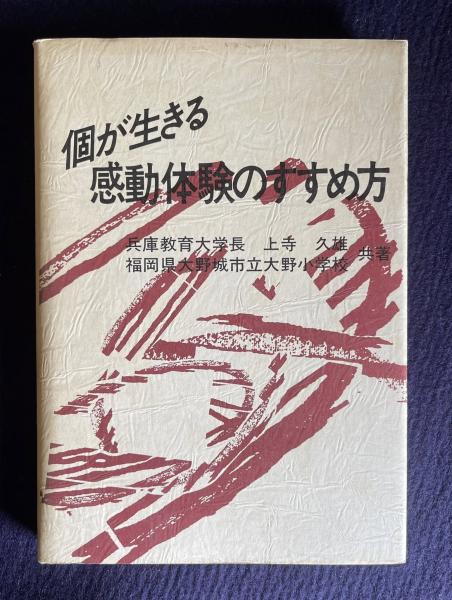 個が生きる
感動体験のすすめ方
兵庫教育大学長 上寺 久雄
福岡県大野城市立大野小学校
共著